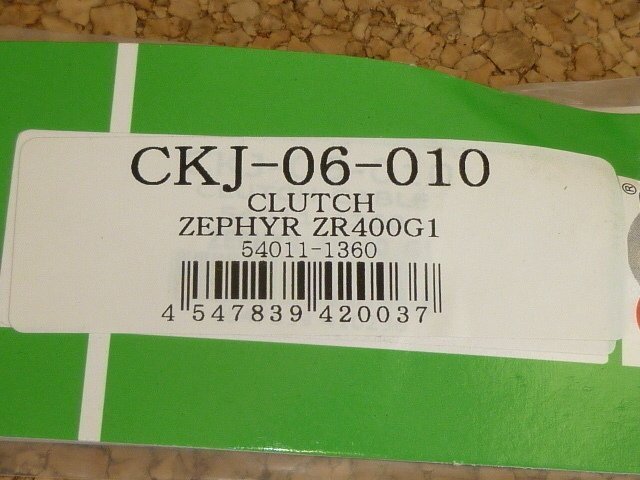 CKJ-06-010
CLUTCH
ZEPHYR ZR400G1
54011-1360
4 547839 420037
®